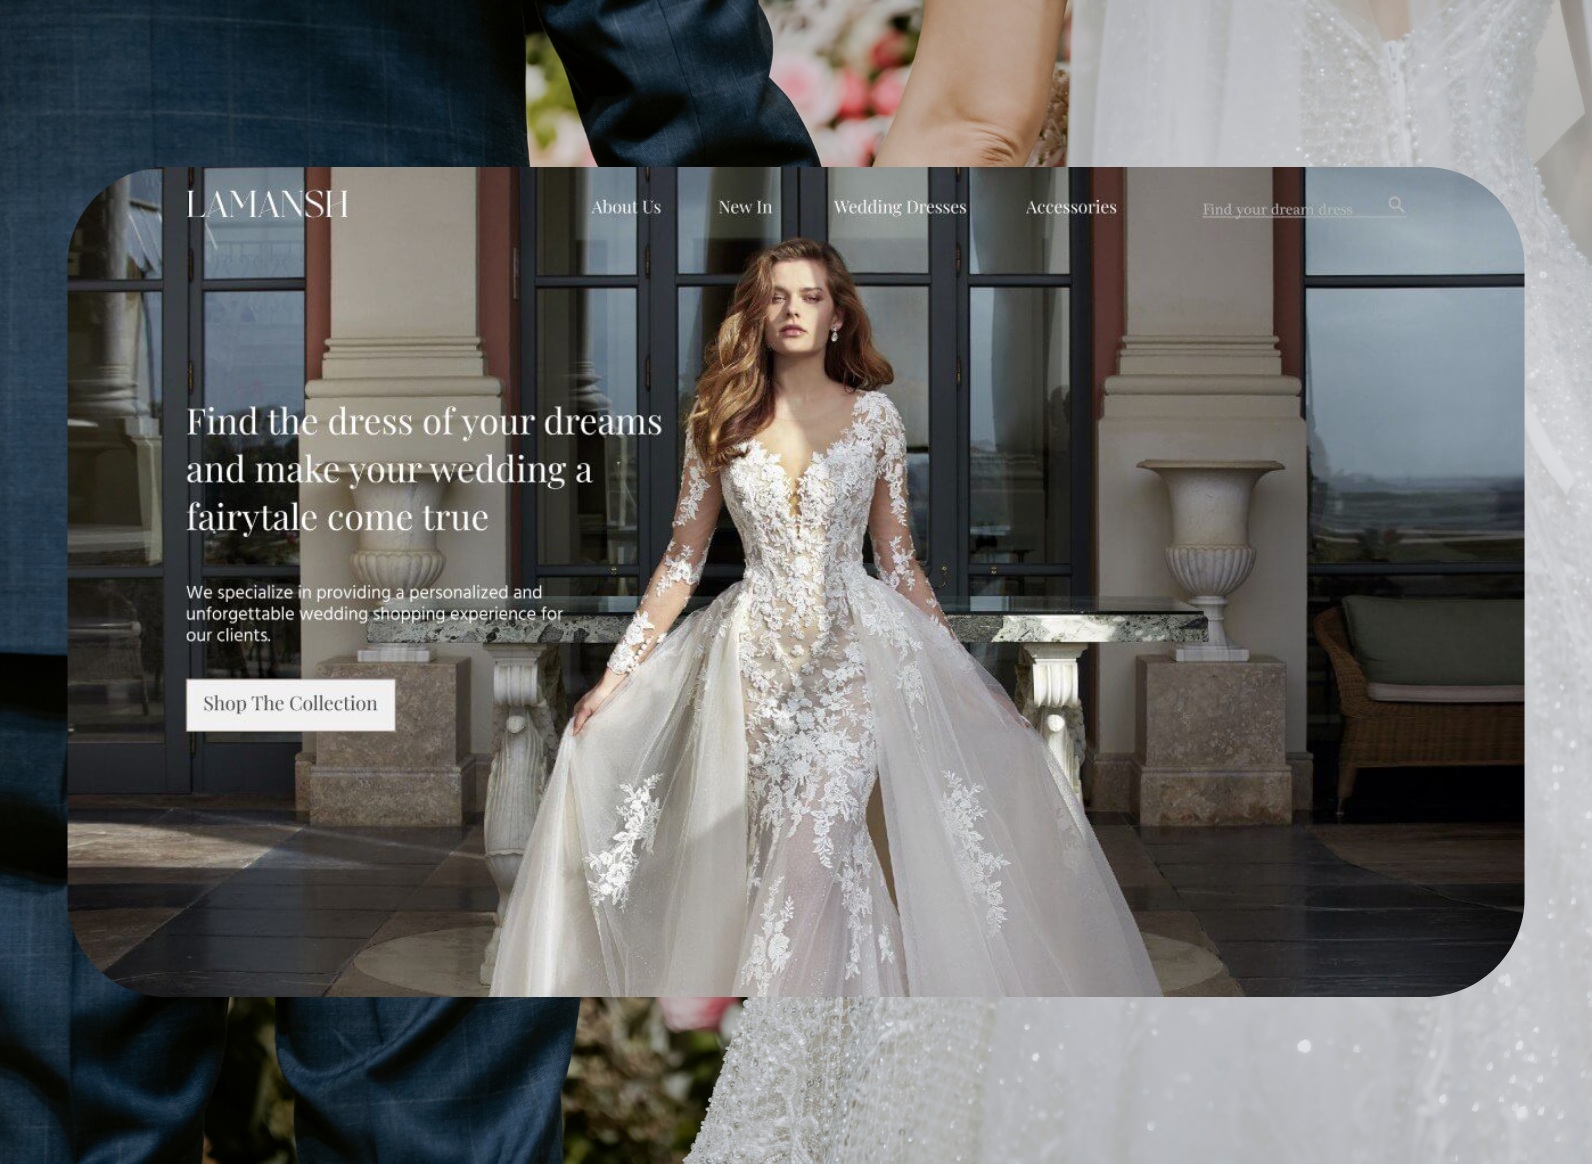 LAMANSH
About Us
New In
Wedding Dresses
Accessories
Find your dream dress
Find the dress of your dreams
and make your wedding a
fairytale come true
We specialize in providing a personalized and
unforgettable wedding shopping experience for
our clients.
Shop The Collection